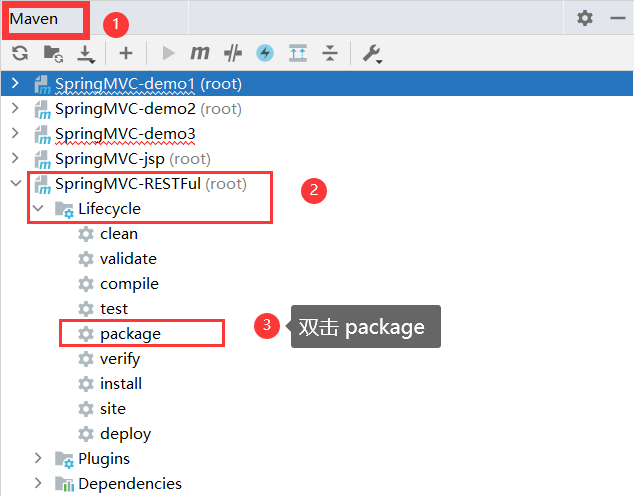 Maven
1
m
SpringMVC-demo1 (root)
SpringMVC-demo2 (root)
SpringMVC-demo3
SpringMVC-jsp (root)
SpringMVC-RESTFul (root)
2
Lifecycle
clean
validate
compile
test
package
3
双击 package
verify
install
site
deploy
Plugins
Dependencies